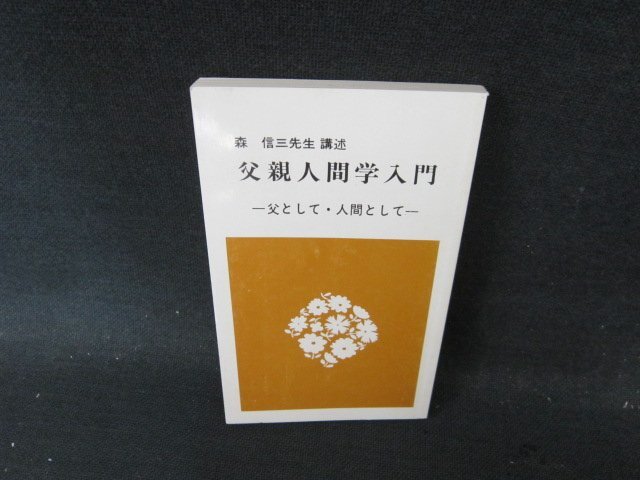 森 信三先生 講述
父親人間学入門
―父として・人間として―